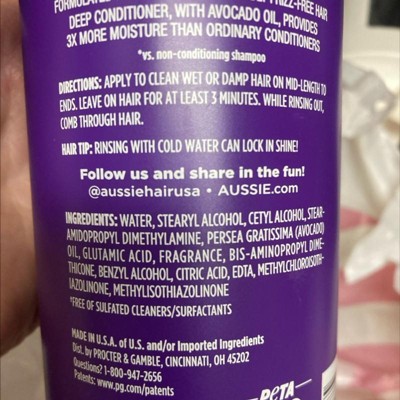 FRIZZ-FREE HAIR
DEEP CONDITIONER, WITH AVOCADO OIL, PROVIDES
3X MORE MOISTURE THAN ORDINARY CONDITIONERS
*vs. non-conditioning shampoo
DIRECTIONS: APPLY TO CLEAN WET OR DAMP HAIR ON MID-LENGTH TO
ENDS. LEAVE ON HAIR FOR AT LEAST 3 MINUTES. WHILE RINSING OUT,
COMB THROUGH HAIR.
HAIR TIP: RINSING WITH COLD WATER CAN LOCK IN SHINE!
Follow us and share in the fun!
@aussiehairusa • AUSSIE.com
INGREDIENTS: WATER, STEARYL ALCOHOL, CETYL ALCOHOL, STEAR-
AMIDOPROPYL DIMETHYLAMINE, PERSEA GRATISSIMA (AVOCADO)
OIL, GLUTAMIC ACID, FRAGRANCE, BIS-AMINOPROPYL DIME-
THICONE, BENZYL ALCOHOL, CITRIC ACID, EDTA, METHYLCHLOROISOTH-
IAZOLINONE, METHYLISOTHIAZOLINONE
*FREE OF SULFATED CLEANERS/SURFACTANTS
MADE IN U.S.A. of U.S. and/or Imported Ingredients
Dist. by PROCTER & GAMBLE, CINCINNATI, OH 45202
Questions? 1-800-947-2656
Patents: www.pg.com/patents
PeTA